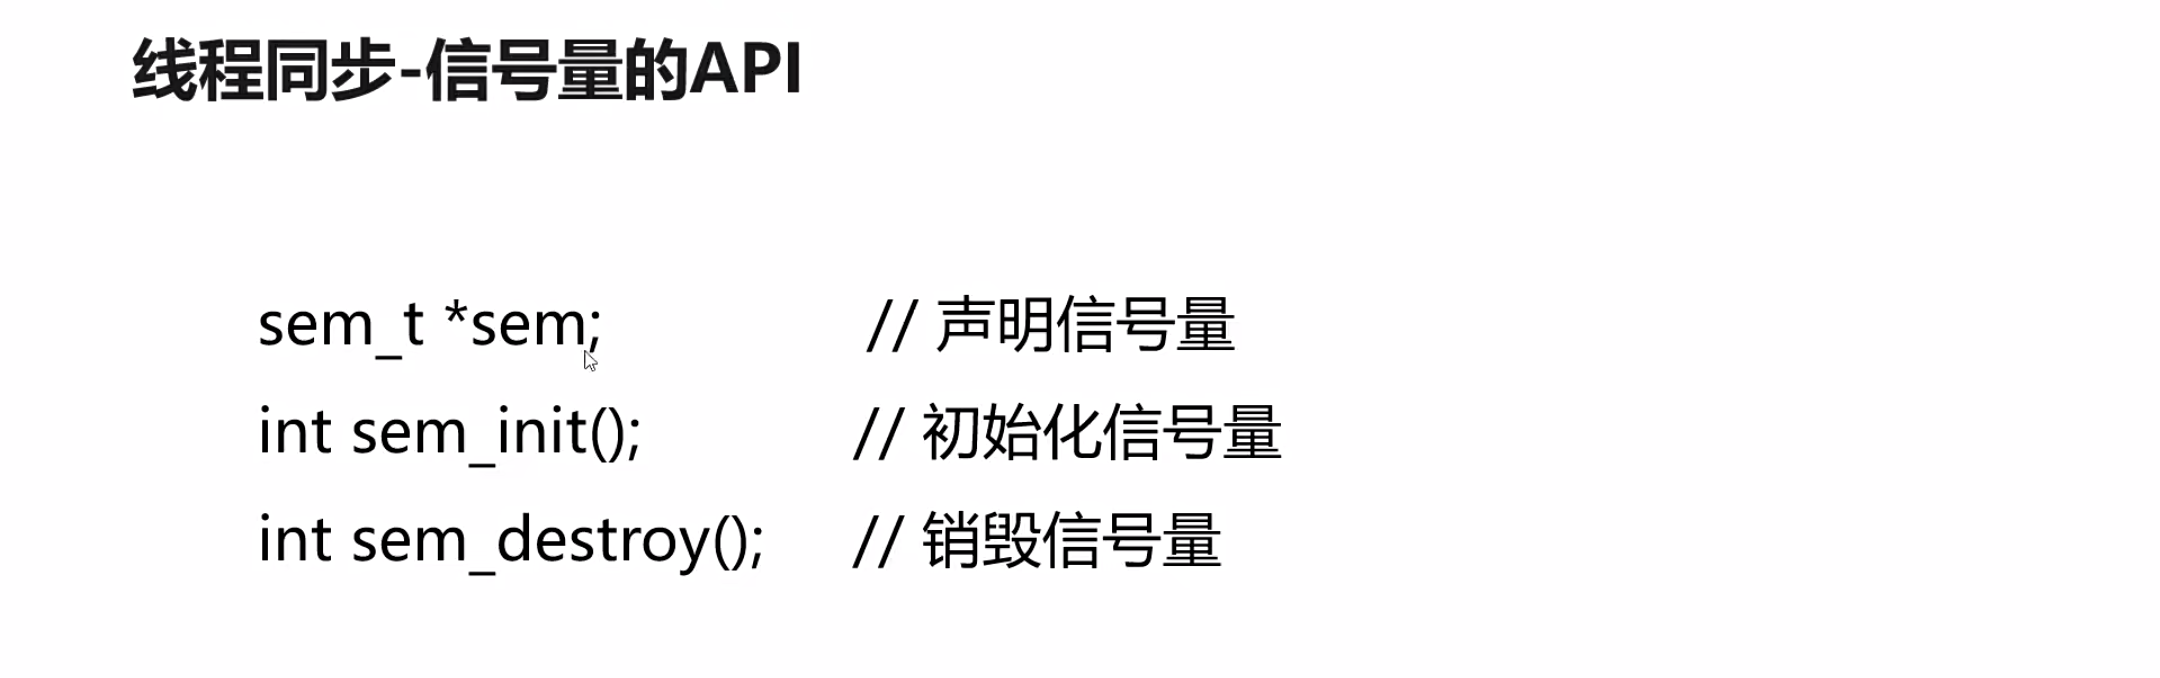 线程同步-信号量的API
sem_t *sem; // 声明信号量
int sem_init(); // 初始化信号量
int sem_destroy(); // 销毁信号量